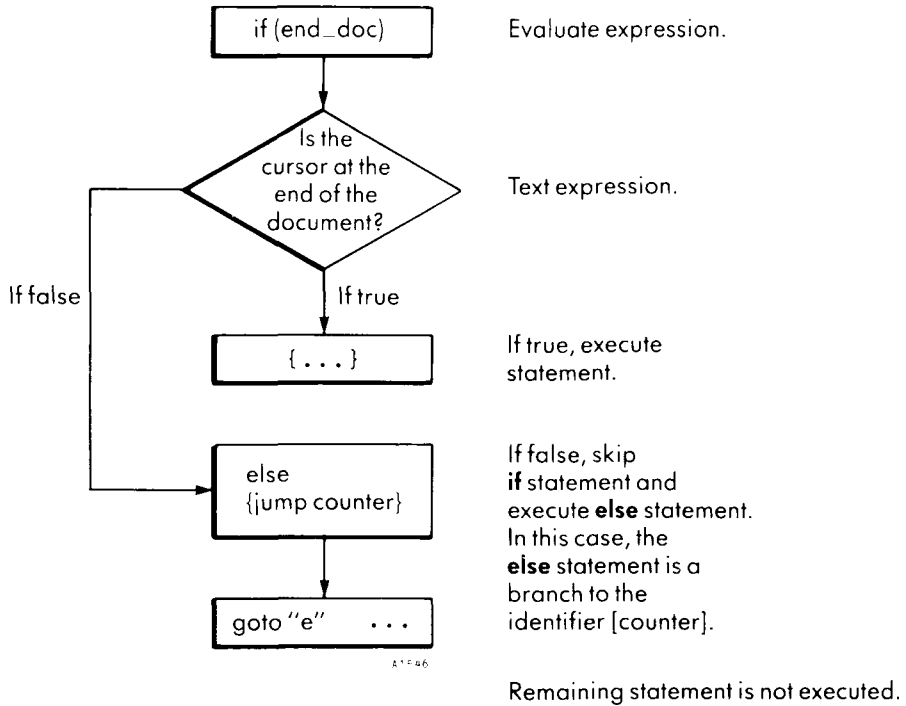 if (end_doc)
Evaluate expression.
Is the
cursor at the
end of the
document?
Text expression.
If false
If true
{ . . . }
If true, execute
statement.
else
{jump counter}
If false, skip
if statement and
execute else statement.
In this case, the
else statement is a
branch to the
identifier [counter].
goto "e" . . .
Remaining statement is not executed.